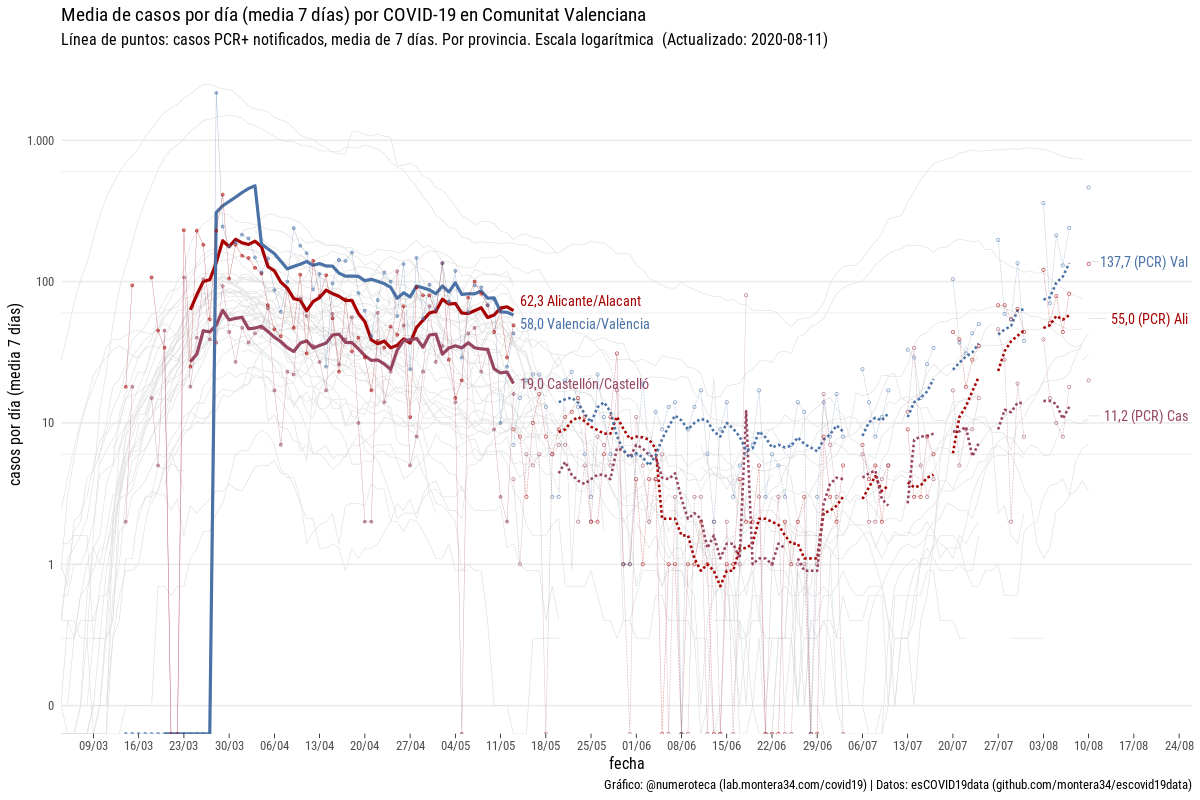 Media de casos por día (media 7 días) por COVID-19 en Comunitat Valenciana
Línea de puntos: casos PCR+ notificados, media de 7 días. Por provincia. Escala logarítmica (Actualizado: 2020-08-11)
casos por día (media 7 días)
1.000
100
10
1
0
62,3 Alicante/Alacant
58,0 Valencia/València
19,0 Castellón/Castelló
137,7 (PCR) Val
55,0 (PCR) Ali
11,2 (PCR) Cas
09/03 16/03 23/03 30/03 06/04 13/04 20/04 27/04 04/05 11/05 18/05 25/05 01/06 08/06 15/06 22/06 29/06 06/07 13/07 20/07 27/07 03/08 10/08 17/08 24/08
fecha
Gráfico: @numeroteca (lab.montera34.com/covid19) | Datos: esCOVID19data (github.com/montera34/escovid19data)